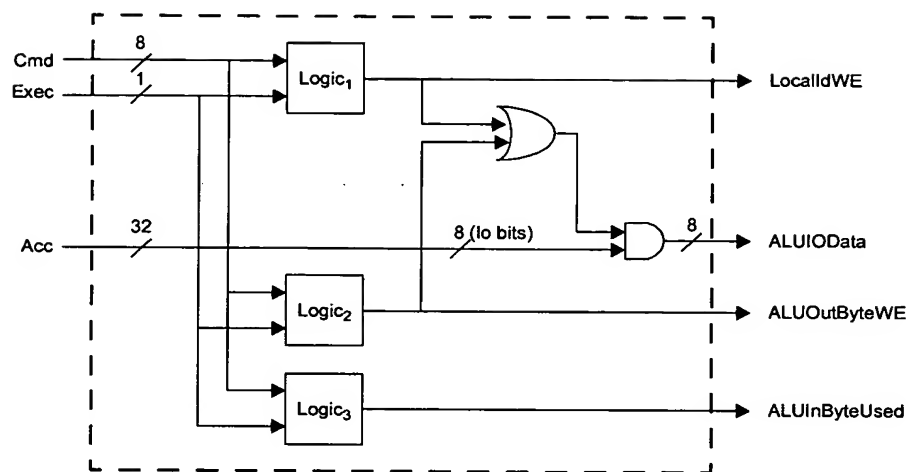 Cmd
8
Logic1
LocalIdWE
Exec
1
Acc
32
8 (lo bits)
8
ALUIOData
Logic2
ALUOutByteWE
Logic3
ALUInByteUsed